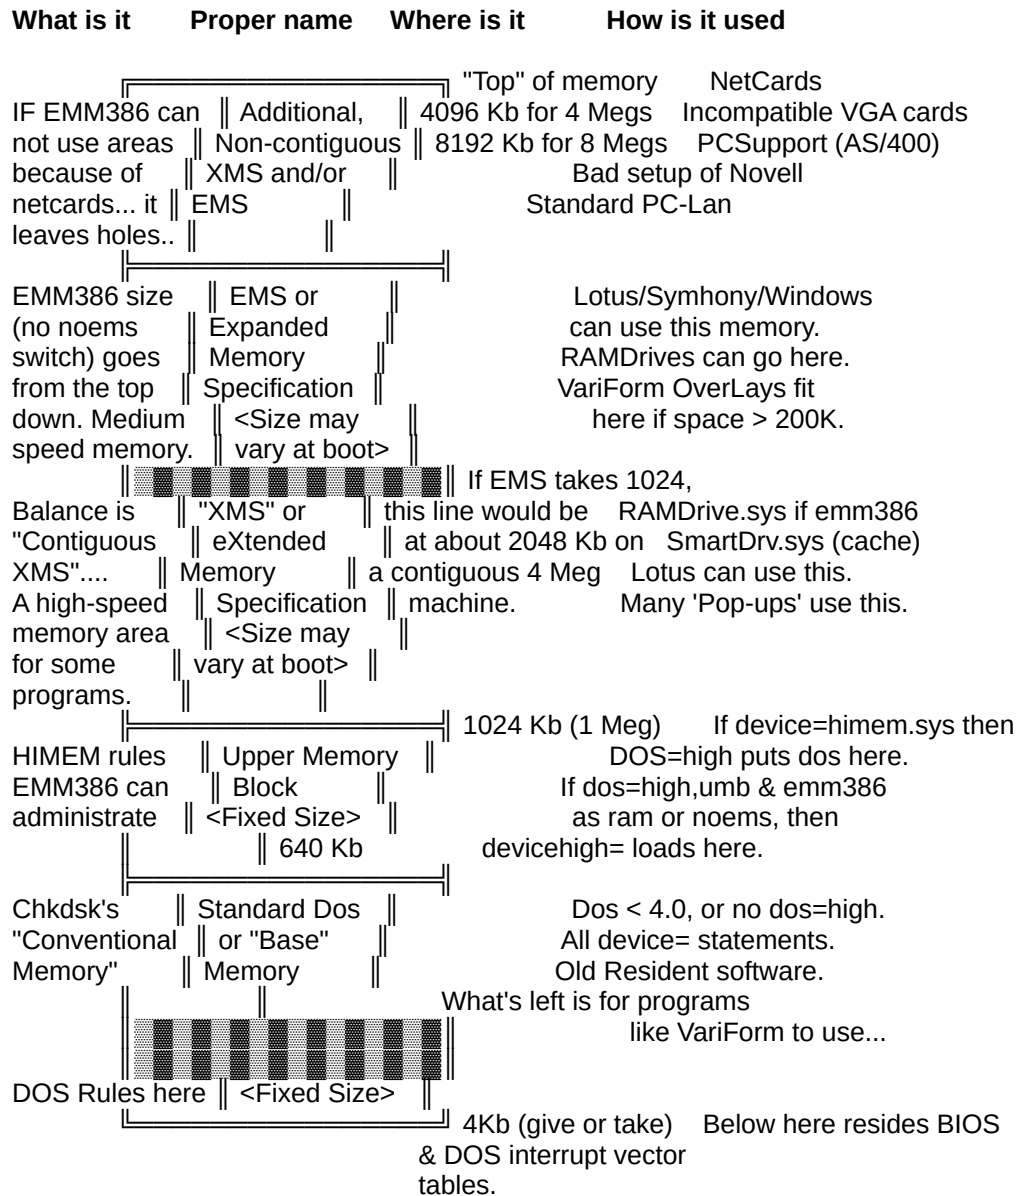 What is it Proper name Where is it How is it used
╔════════════════╗ "Top" of memory NetCards
IF EMM386 can ║ Additional, ║ 4096 Kb for 4 Megs Incompatible VGA cards
not use areas ║ Non-contiguous ║ 8192 Kb for 8 Megs PCSupport (AS/400)
because of ║ XMS and/or ║ Bad setup of Novell
netcards... it ║ EMS ║ Standard PC-Lan
leaves holes.. ║ ║
╠════════════════╣
EMM386 size ║ EMS or ║ Lotus/Symhony/Windows
(no noems ║ Expanded ║ can use this memory.
switch) goes ║ Memory ║ RAMDrives can go here.
from the top ║ Specification ║ VariForm OverLays fit
down. Medium ║ <Size may ║ here if space > 200K.
speed memory. ║ vary at boot> ║
║▒▓▒▓▒▓▒▓▒▓▒▓▒▓▒▓║ If EMS takes 1024,
Balance is ║ "XMS" or ║ this line would be RAMDrive.sys if emm386
"Contiguous ║ eXtended ║ at about 2048 Kb on SmartDrv.sys (cache)
XMS".... ║ Memory ║ a contiguous 4 Meg Lotus can use this.
A high-speed ║ Specification ║ machine. Many 'Pop-ups' use this.
memory area ║ <Size may ║
for some ║ vary at boot> ║
programs. ║ ║
╠════════════════╣ 1024 Kb (1 Meg) If device=himem.sys then
HIMEM rules ║ Upper Memory ║ DOS=high puts dos here.
EMM386 can ║ Block ║ If dos=high,umb & emm386
administrate ║ <Fixed Size> ║ as ram or noems, then
║ ║ 640 Kb devicehigh= loads here.
╠════════════════╣
Chkdsk's ║ Standard Dos ║ Dos < 4.0, or no dos=high.
"Conventional ║ or "Base" ║ All device= statements.
Memory" ║ Memory ║ Old Resident software.
║ ║ What's left is for programs
║▒▓▒▓▒▓▒▓▒▓▒▓▒▓▒▓║ like VariForm to use...
║▒▓▒▓▒▓▒▓▒▓▒▓▒▓▒▓║
DOS Rules here ║ <Fixed Size> ║
╚════════════════╝ 4Kb (give or take) Below here resides BIOS
& DOS interrupt vector
tables.